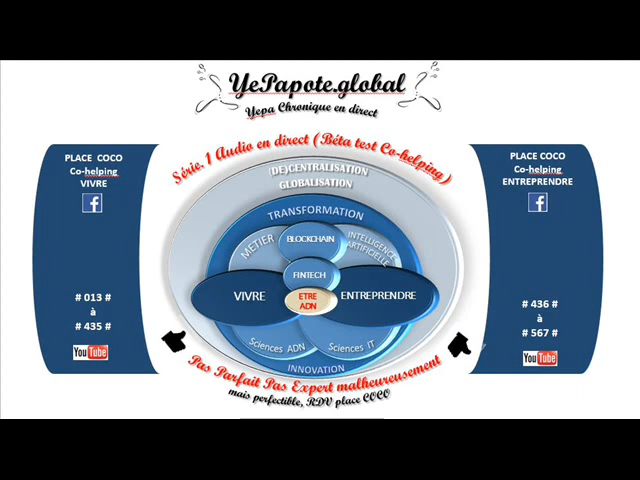 YePapote.global
Yepa Chronique en direct
Série, 1 Audio en direct (Béta test Co-helping)
PLACE COCO
Co-helping
VIVRE
# 013 #
à
# 435 #
YouTube
(DE)CENTRALISATION
GLOBALISATION
TRANSFORMATION
METIER
BLOCKCHAIN
INTELLIGENCE
ARTIFICIELLE
FINTECH
VIVRE
ETRE
ADN
ENTREPRENDRE
Sciences ADN
Sciences IT
INNOVATION
Pas Parfait Pas Expert malheureusement
mais perfectible, RDV place COCO
PLACE COCO
Co-helping
ENTREPRENDRE
# 436 #
à
# 567 #
YouTube